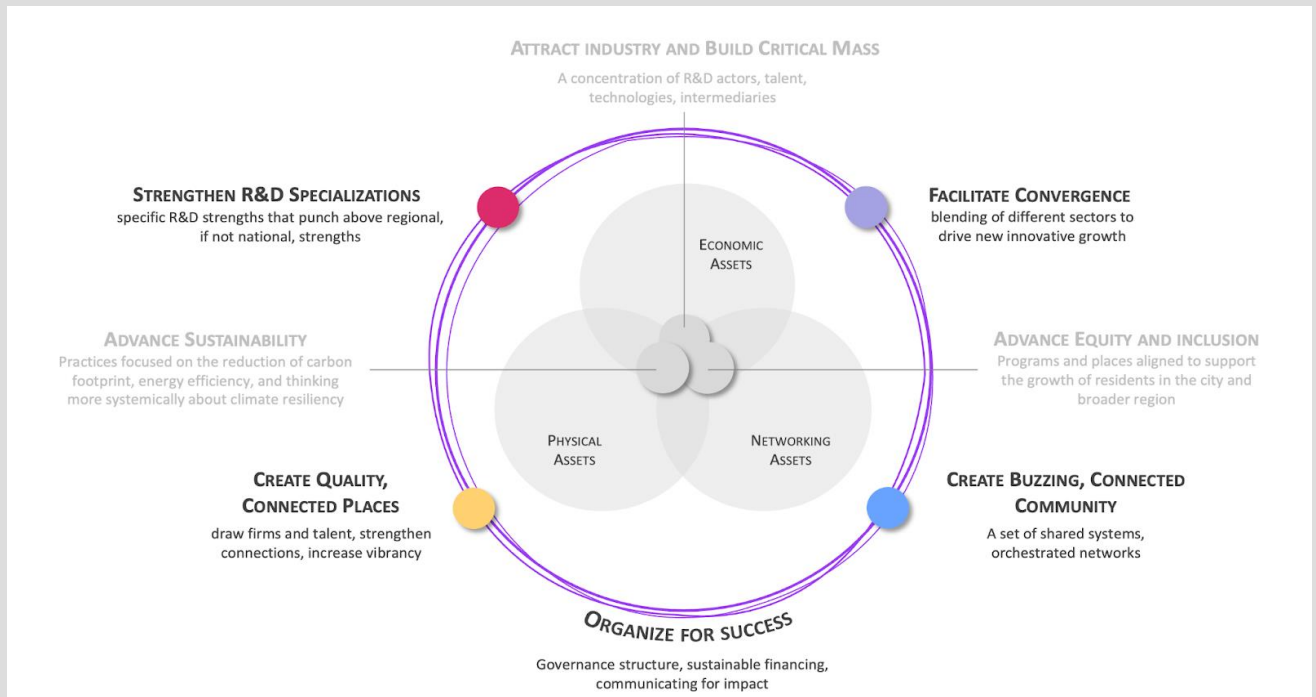 ATTRACT INDUSTRY AND BUILD CRITICAL MASS
A concentration of R&D actors, talent,
technologies, intermediaries
STRENGTHEN R&D SPECIALIZATIONS
specific R&D strengths that punch above regional,
if not national, strengths
FACILITATE CONVERGENCE
blending of different sectors to
drive new innovative growth
ECONOMIC
ASSETS
ADVANCE SUSTAINABILITY
Practices focused on the reduction of carbon
footprint, energy efficiency, and thinking
more systemically about climate resiliency
ADVANCE EQUITY AND INCLUSION
Programs and places aligned to support
the growth of residents in the city and
broader region
PHYSICAL
ASSETS
NETWORKING
ASSETS
CREATE QUALITY,
CONNECTED PLACES
draw firms and talent, strengthen
connections, increase vibrancy
CREATE BUZZING, CONNECTED
COMMUNITY
A set of shared systems,
orchestrated networks
ORGANIZE FOR SUCCESS
Governance structure, sustainable financing,
communicating for impact